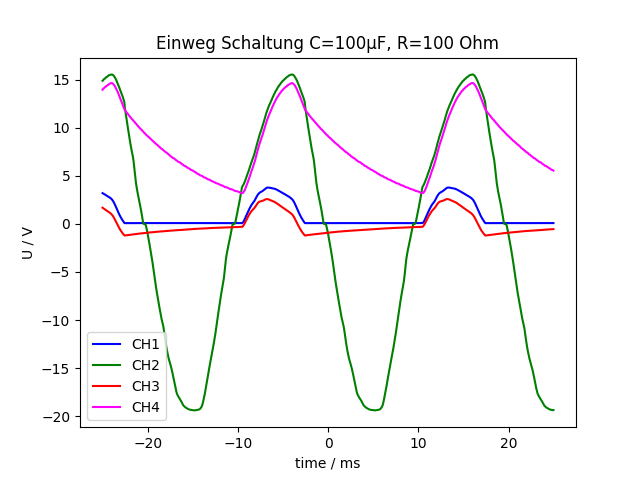 Einweg Schaltung C=100µF, R=100 Ohm
U / V
15
10
5
0
−5
−10
−15
−20
CH1
CH2
CH3
CH4
−20
−10
0
10
20
time / ms